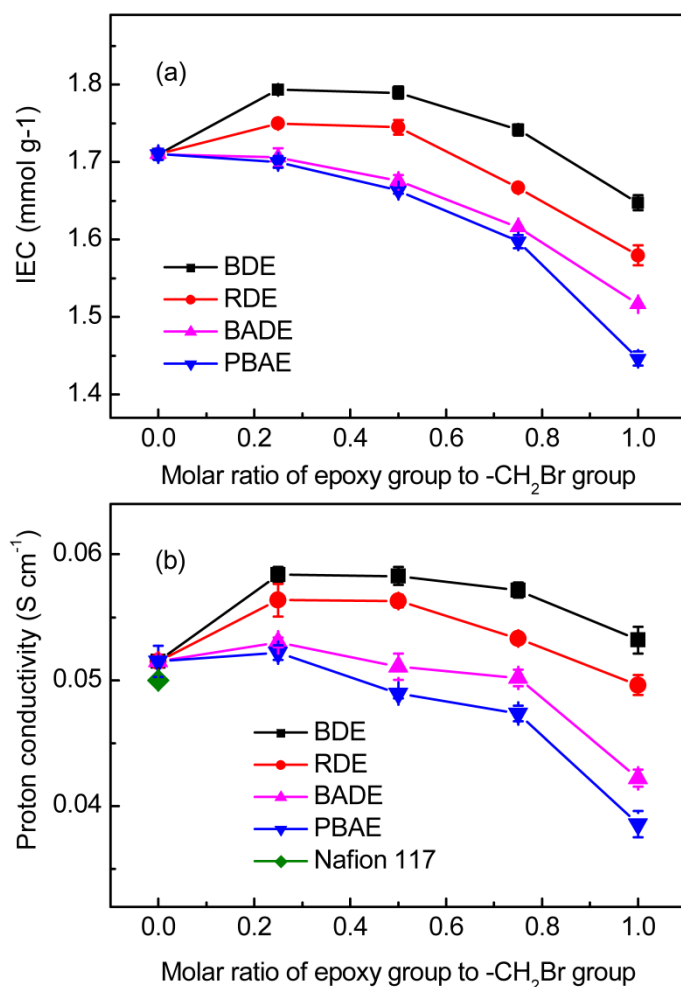 (a)
IEC (mmol g-1)
1.8
1.7
1.6
1.5
1.4
BDE
RDE
BADE
PBAE
0.0 0.2 0.4 0.6 0.8 1.0
Molar ratio of epoxy group to -CH₂Br group
(b)
Proton conductivity (S cm⁻¹)
0.06
0.05
0.04
BDE
RDE
BADE
PBAE
Nafion 117
0.0 0.2 0.4 0.6 0.8 1.0
Molar ratio of epoxy group to -CH₂Br group